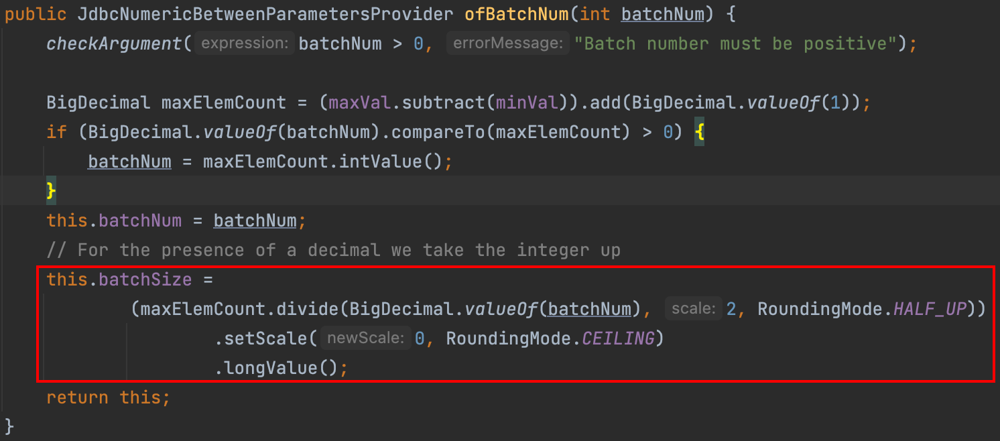 public JdbcNumericBetweenParametersProvider ofBatchNum(int batchNum) {
checkArgument( expression: batchNum > 0, errorMessage: "Batch number must be positive");
BigDecimal maxElemCount = (maxVal.subtract(minVal)).add(BigDecimal.valueOf(1));
if (BigDecimal.valueOf(batchNum).compareTo(maxElemCount) > 0) {
batchNum = maxElemCount.intValue();
}
this.batchNum = batchNum;
// For the presence of a decimal we take the integer up
this.batchSize =
(maxElemCount.divide(BigDecimal.valueOf(batchNum), scale: 2, RoundingMode.HALF_UP))
.setScale( newScale: 0, RoundingMode.CEILING)
.longValue();
return this;
}